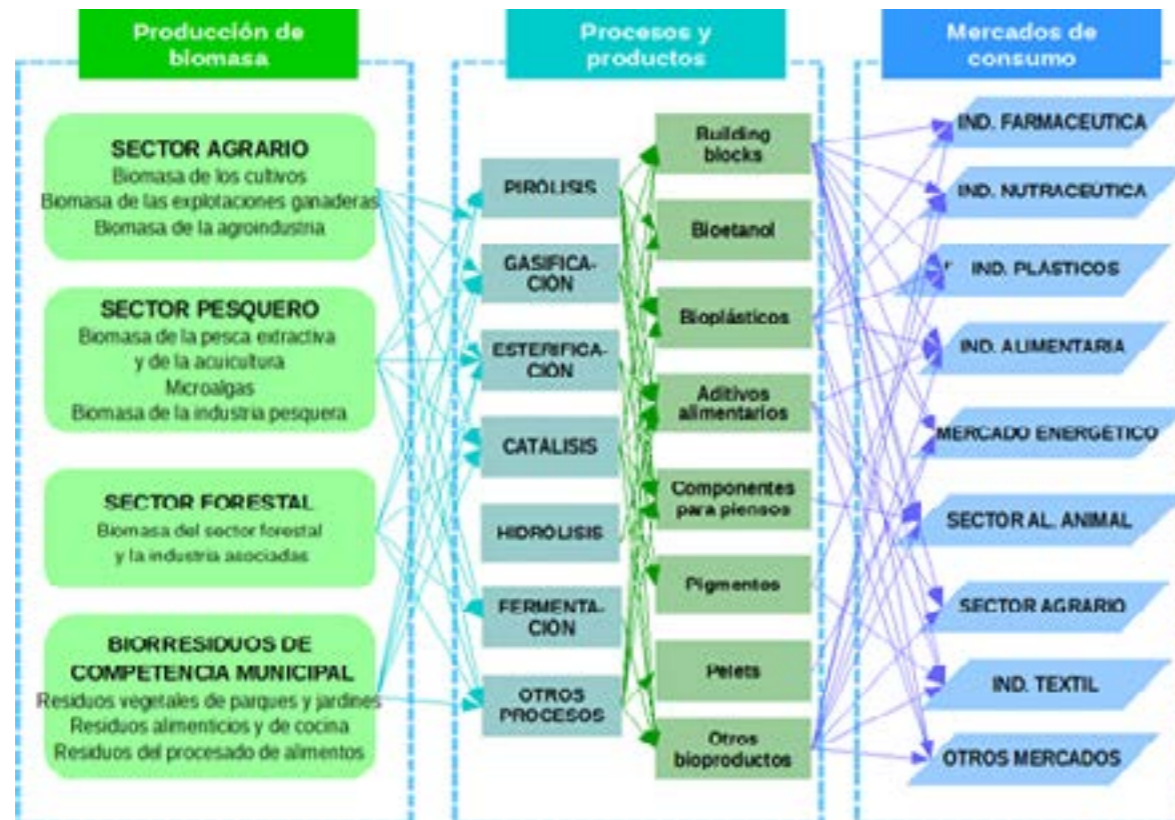 Producción de
biomasa
SECTOR AGRARIO
Biomasa de los cultivos
Biomasa de las explotaciones ganaderas
Biomasa de la agroindustria
SECTOR PESQUERO
Biomasa de la pesca extractiva
y de la acuicultura
Microalgas
Biomasa de la industria pesquera
SECTOR FORESTAL
Biomasa del sector forestal
y la industria asociadas
BIORRESIDUOS DE
COMPETENCIA MUNICIPAL
Residuos vegetales de parques y jardines
Residuos alimenticios y de cocina
Residuos del procesado de alimentos
Procesos y
productos
PIRÓLISIS
GASIFICA-
CIÓN
ESTERIFICA-
CIÓN
CATÁLISIS
HIDRÓLISIS
FERMENTA-
CIÓN
OTROS
PROCESOS
Building
blocks
Bioetanol
Bioplásticos
Aditivos
alimentarios
Componentes
para piensos
Pigmentos
Pelets
Otros
bioproductos
Mercados de
consumo
IND. FARMACEUTICA
IND. NUTRACEÚTICA
IND. PLÁSTICOS
IND. ALIMENTARIA
MERCADO ENERGÉTICO
SECTOR AL. ANIMAL
SECTOR AGRARIO
IND. TEXTIL
OTROS MERCADOS